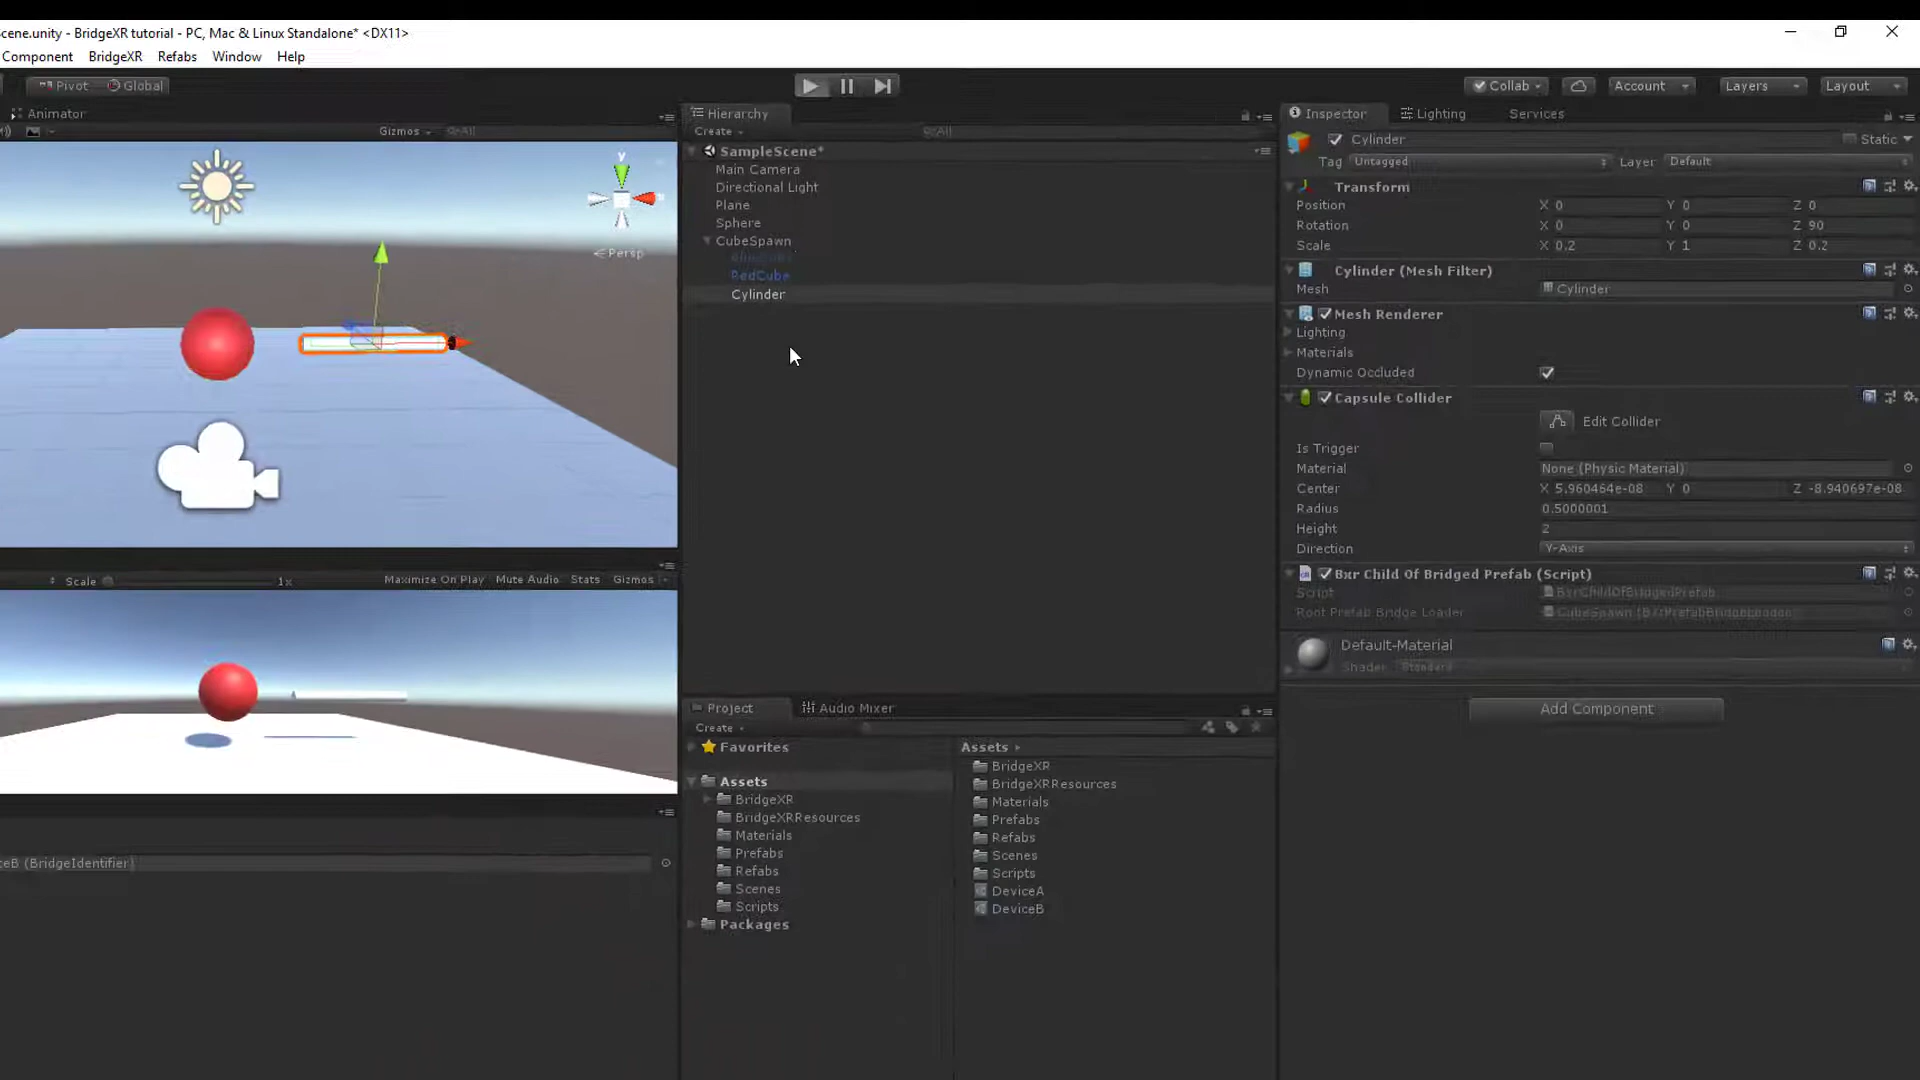 cene.unity - BridgeXR tutorial - PC, Mac & Linux Standalone* <DX11>
Component BridgeXR Refabs Window Help
Pivot Global Collab Account Layers Layout
Animator
Gizmos All
y
Persp
Scale 1x Maximize On Play Mute Audio Stats Gizmos
ceB (BridgeIdentifier)
Hierarchy
Create All
SampleScene*
Main Camera
Directional Light
Plane
Sphere
CubeSpawn
RedCube
Cylinder
Project Audio Mixer
Create
Favorites
Assets
BridgeXR
BridgeXRResources
Materials
Prefabs
Refabs
Scenes
Scripts
Packages
Assets
BridgeXR
BridgeXRResources
Materials
Prefabs
Refabs
Scenes
Scripts
DeviceA
DeviceB
Inspector Lighting Services
Cylinder Static
Tag Untagged Layer Default
Transform
Position X 0 Y 0 Z 0
Rotation X 0 Y 0 Z 90
Scale X 0.2 Y 1 Z 0.2
Cylinder (Mesh Filter)
Mesh Cylinder
Mesh Renderer
Lighting
Materials
Dynamic Occluded
Capsule Collider
Edit Collider
Is Trigger
Material None (Physic Material)
Center X 5.960464e-08 Y 0 Z -8.940697e-08
Radius 0.5000001
Height 2
Direction Y-Axis
Bxr Child Of Bridged Prefab (Script)
Script BxrChildOfBridgedPrefab
Root Prefab Bridge Loader CubeSpawn (BXrPrefabBridgeLoader
Default-Material
Shader Standard
Add Component